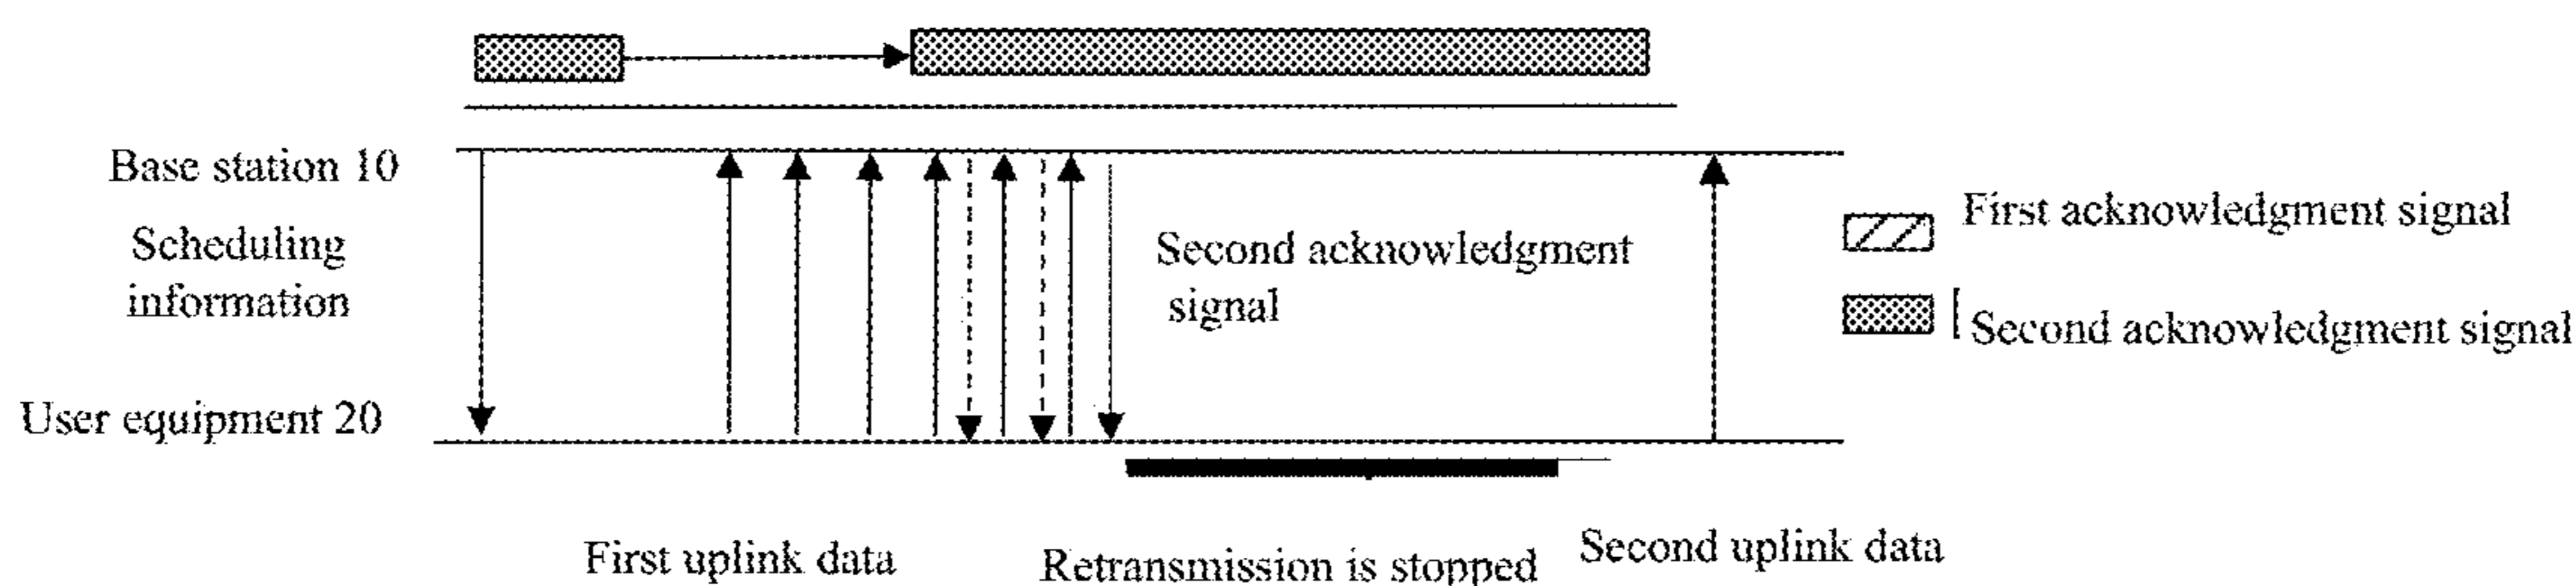 Base station 10
Scheduling
information
User equipment 20
Second acknowledgment
signal
First acknowledgment signal
Second acknowledgment signal
First uplink data
Retransmission is stopped
Second uplink data